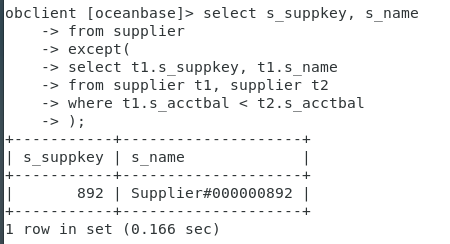 obclient [oceanbase]> select s_suppkey, s_name
    -> from supplier
    -> except(
    -> select t1.s_suppkey, t1.s_name
    -> from supplier t1, supplier t2
    -> where t1.s_acctbal < t2.s_acctbal
    -> );
+-----------+--------------------+
| s_suppkey | s_name             |
+-----------+--------------------+
|       892 | Supplier#000000892 |
+-----------+--------------------+
1 row in set (0.166 sec)